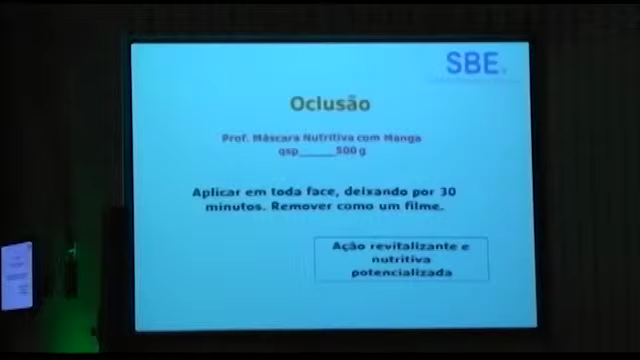 SBE
Oclusão
Prof. Máscara Nutritiva com Manga
qsp______500g
Aplicar em toda face, deixando por 30
minutos. Remover como um filme.
Ação revitalizante e
nutritiva
potencializada